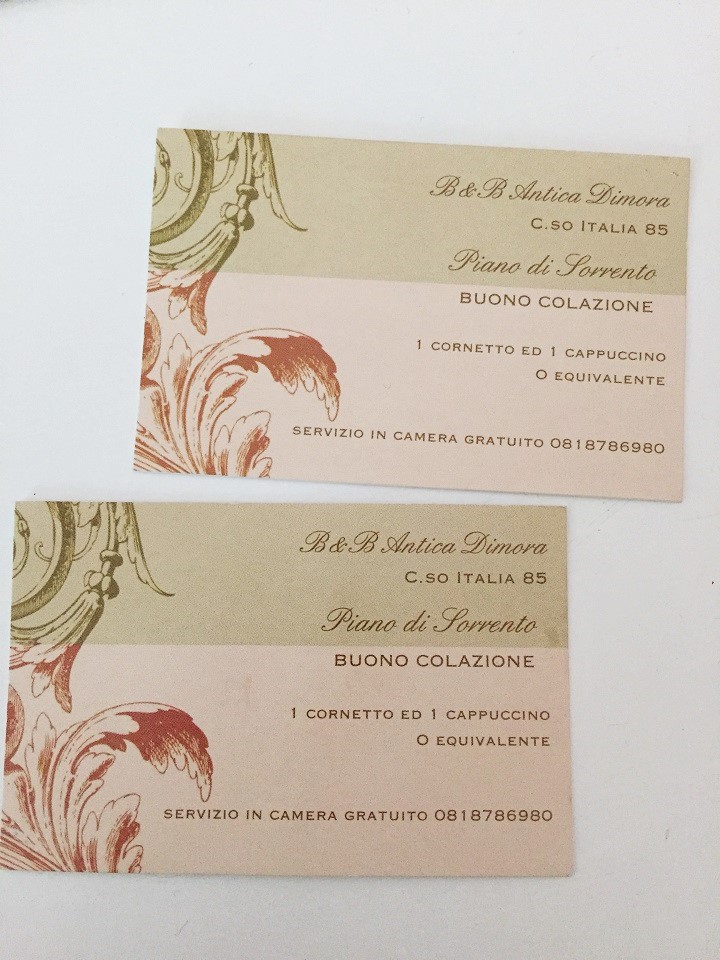 B&B Antica Dimora
C.so Italia 85
Piano di Sorrento
BUONO COLAZIONE
1 CORNETTO ED 1 CAPPUCCINO
O EQUIVALENTE
SERVIZIO IN CAMERA GRATUITO 0818786980
B&B Antica Dimora
C.so Italia 85
Piano di Sorrento
BUONO COLAZIONE
1 CORNETTO ED 1 CAPPUCCINO
O EQUIVALENTE
SERVIZIO IN CAMERA GRATUITO 0818786980